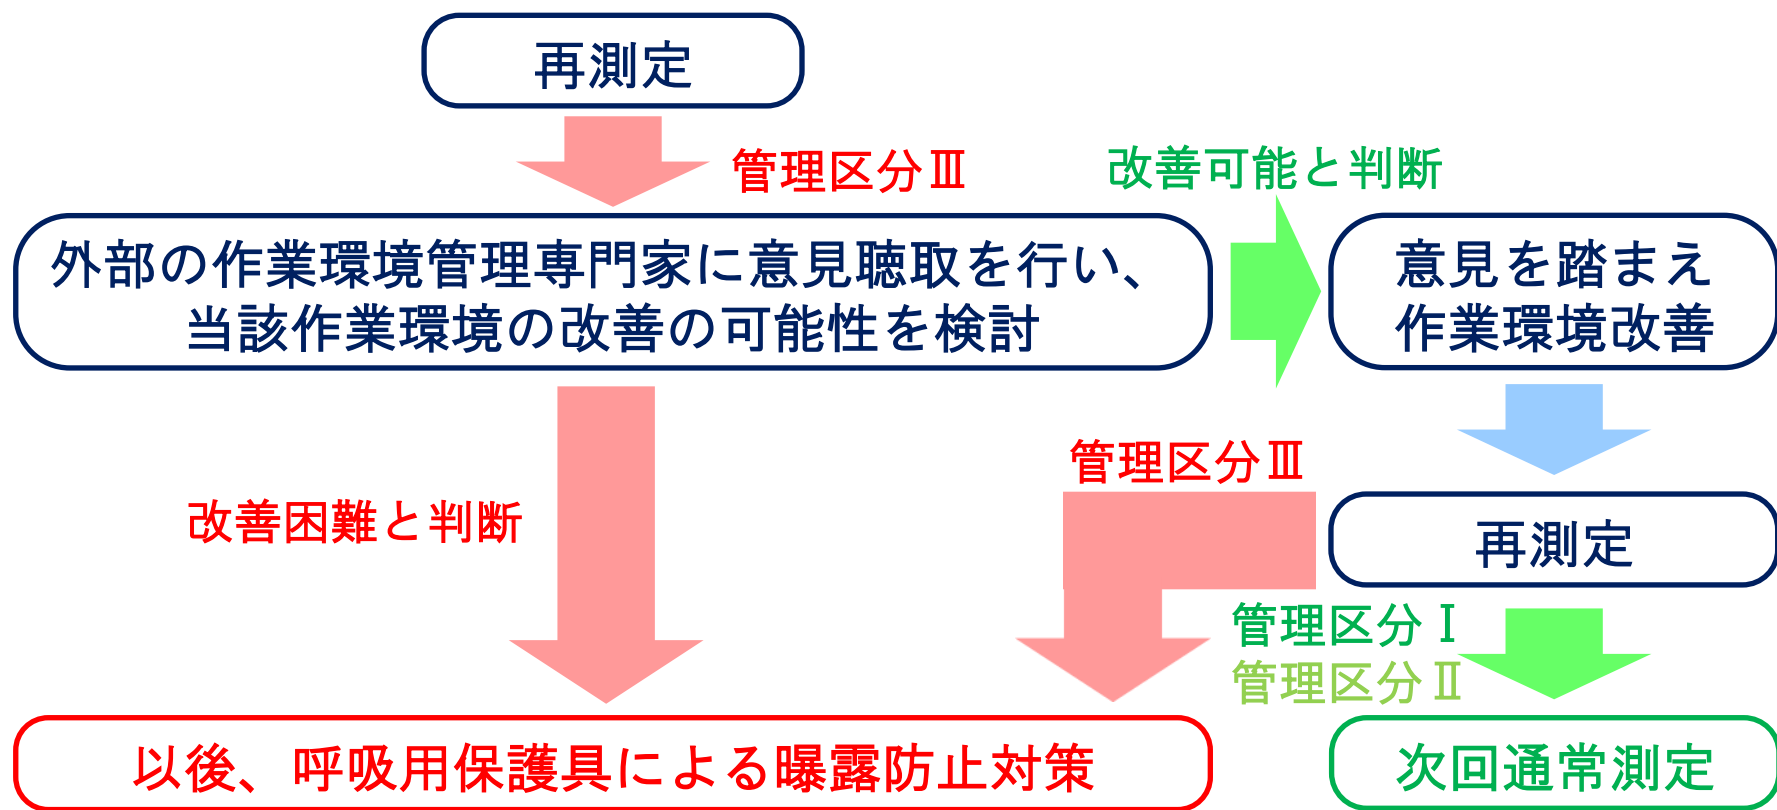 再測定
管理区分Ⅲ
改善可能と判断
外部の作業環境管理専門家に意見聴取を行い、
当該作業環境の改善の可能性を検討
意見を踏まえ
作業環境改善
管理区分Ⅲ
改善困難と判断
再測定
管理区分Ⅰ
管理区分Ⅱ
以後、呼吸用保護具による曝露防止対策
次回通常測定